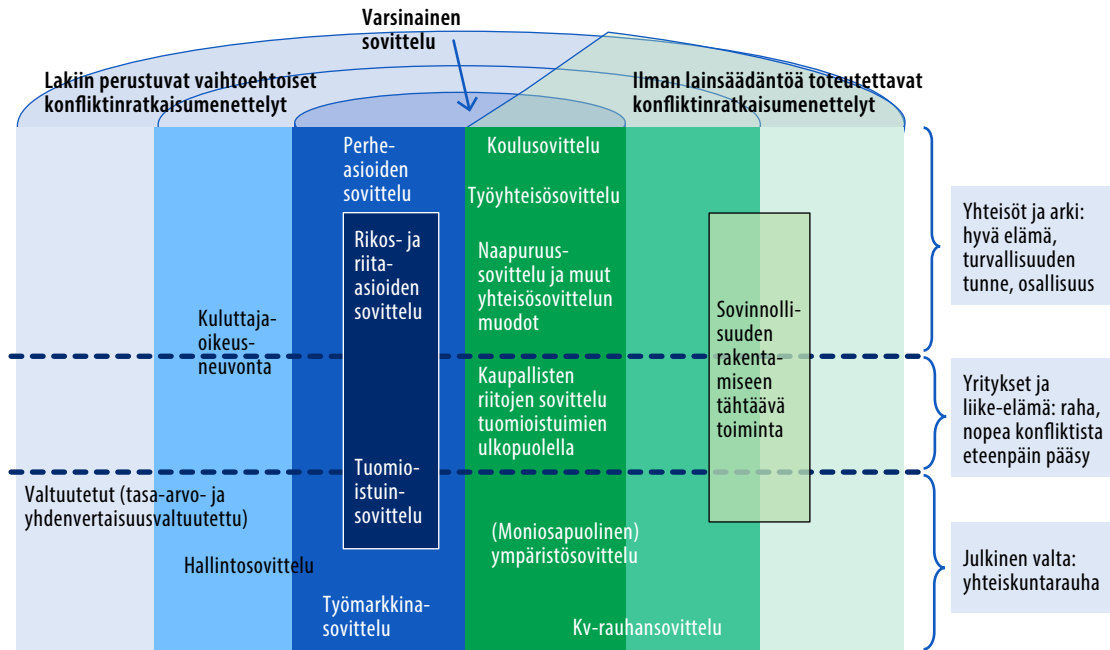 Varsinainen
sovittelu
Lakiin perustuvat vaihtoehtoiset
konfliktinratkaisumenettelyt
Ilman lainsäädäntöä toteutettavat
konfliktinratkaisumenettelyt
Perhe-
asioiden
sovittelu
Koulusovittelu
Työyhteisösovittelu
Rikos- ja
riita-
asioiden
sovittelu
Naapuruus-
sovittelu ja muut
yhteisösovittelun
muodot
Kuluttaja-
oikeus-
neuvonta
Sovinnolli-
suuden
rakenta-
miseen
tähtäävä
toiminta
Yhteisöt ja arki:
hyvä elämä,
turvallisuuden
tunne, osallisuus
Kaupallisten
riitojen sovittelu
tuomioistuimien
ulkopuolella
Yritykset ja
liike-elämä: raha,
nopea konfliktista
eteenpäin pääsy
Tuomio-
istuin-
sovittelu
Valtuutetut (tasa-arvo- ja
yhdenvertaisuusvaltuutettu)
(Moniosapuolinen)
ympäristösovittelu
Hallintosovittelu
Julkinen valta:
yhteiskuntarauha
Työmarkkina-
sovittelu
Kv-rauhansovittelu